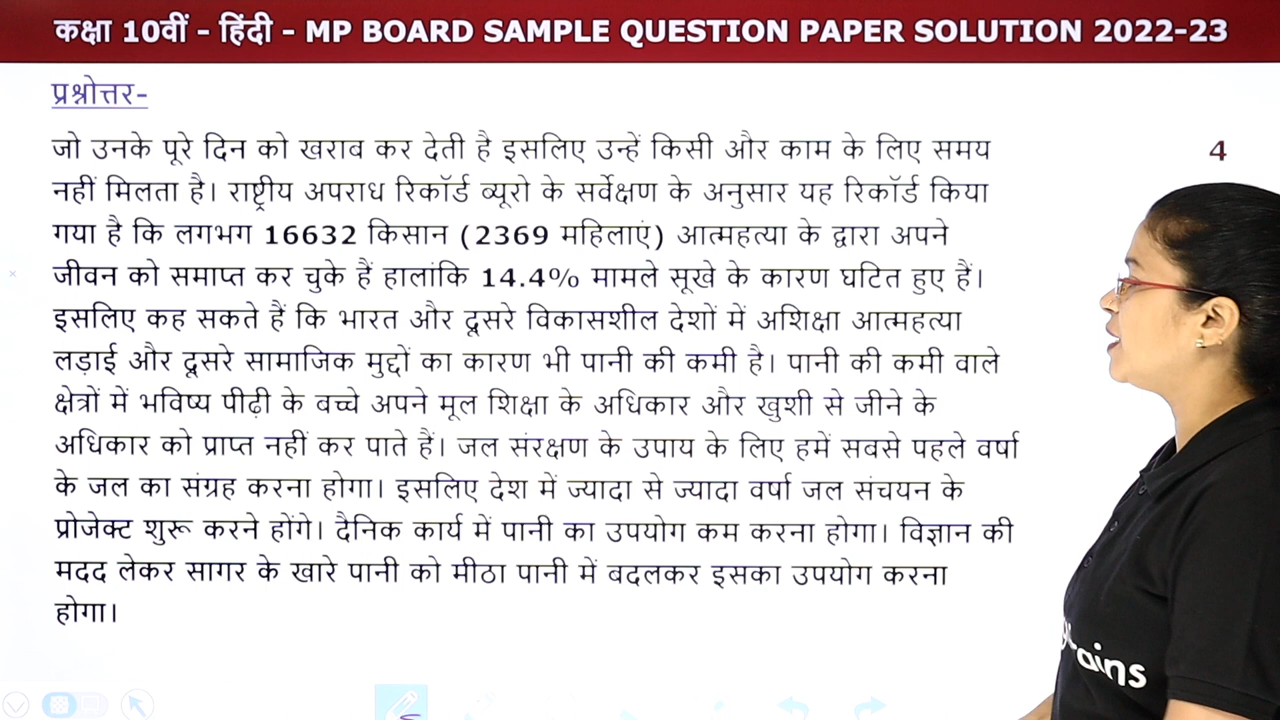 कक्षा 10वीं - हिंदी - MP BOARD SAMPLE QUESTION PAPER SOLUTION 2022-23
प्रश्नोत्तर-
4
जो उनके पूरे दिन को खराब कर देती है इसलिए उन्हें किसी और काम के लिए समय
नहीं मिलता है। राष्ट्रीय अपराध रिकॉर्ड ब्यूरो के सर्वेक्षण के अनुसार यह रिकॉर्ड किया
गया है कि लगभग 16632 किसान (2369 महिलाएं) आत्महत्या के द्वारा अपने
जीवन को समाप्त कर चुके हैं हालांकि 14.4% मामले सूखे के कारण घटित हुए हैं।
इसलिए कह सकते हैं कि भारत और दूसरे विकासशील देशों में अशिक्षा आत्महत्या
लड़ाई और दूसरे सामाजिक मुद्दों का कारण भी पानी की कमी है। पानी की कमी वाले
क्षेत्रों में भविष्य पीढ़ी के बच्चे अपने मूल शिक्षा के अधिकार और खुशी से जीने के
अधिकार को प्राप्त नहीं कर पाते हैं। जल संरक्षण के उपाय के लिए हमें सबसे पहले वर्षा
के जल का संग्रह करना होगा। इसलिए देश में ज्यादा से ज्यादा वर्षा जल संचयन के
प्रोजेक्ट शुरू करने होंगे। दैनिक कार्य में पानी का उपयोग कम करना होगा। विज्ञान की
मदद लेकर सागर के खारे पानी को मीठा पानी में बदलकर इसका उपयोग करना
होगा।